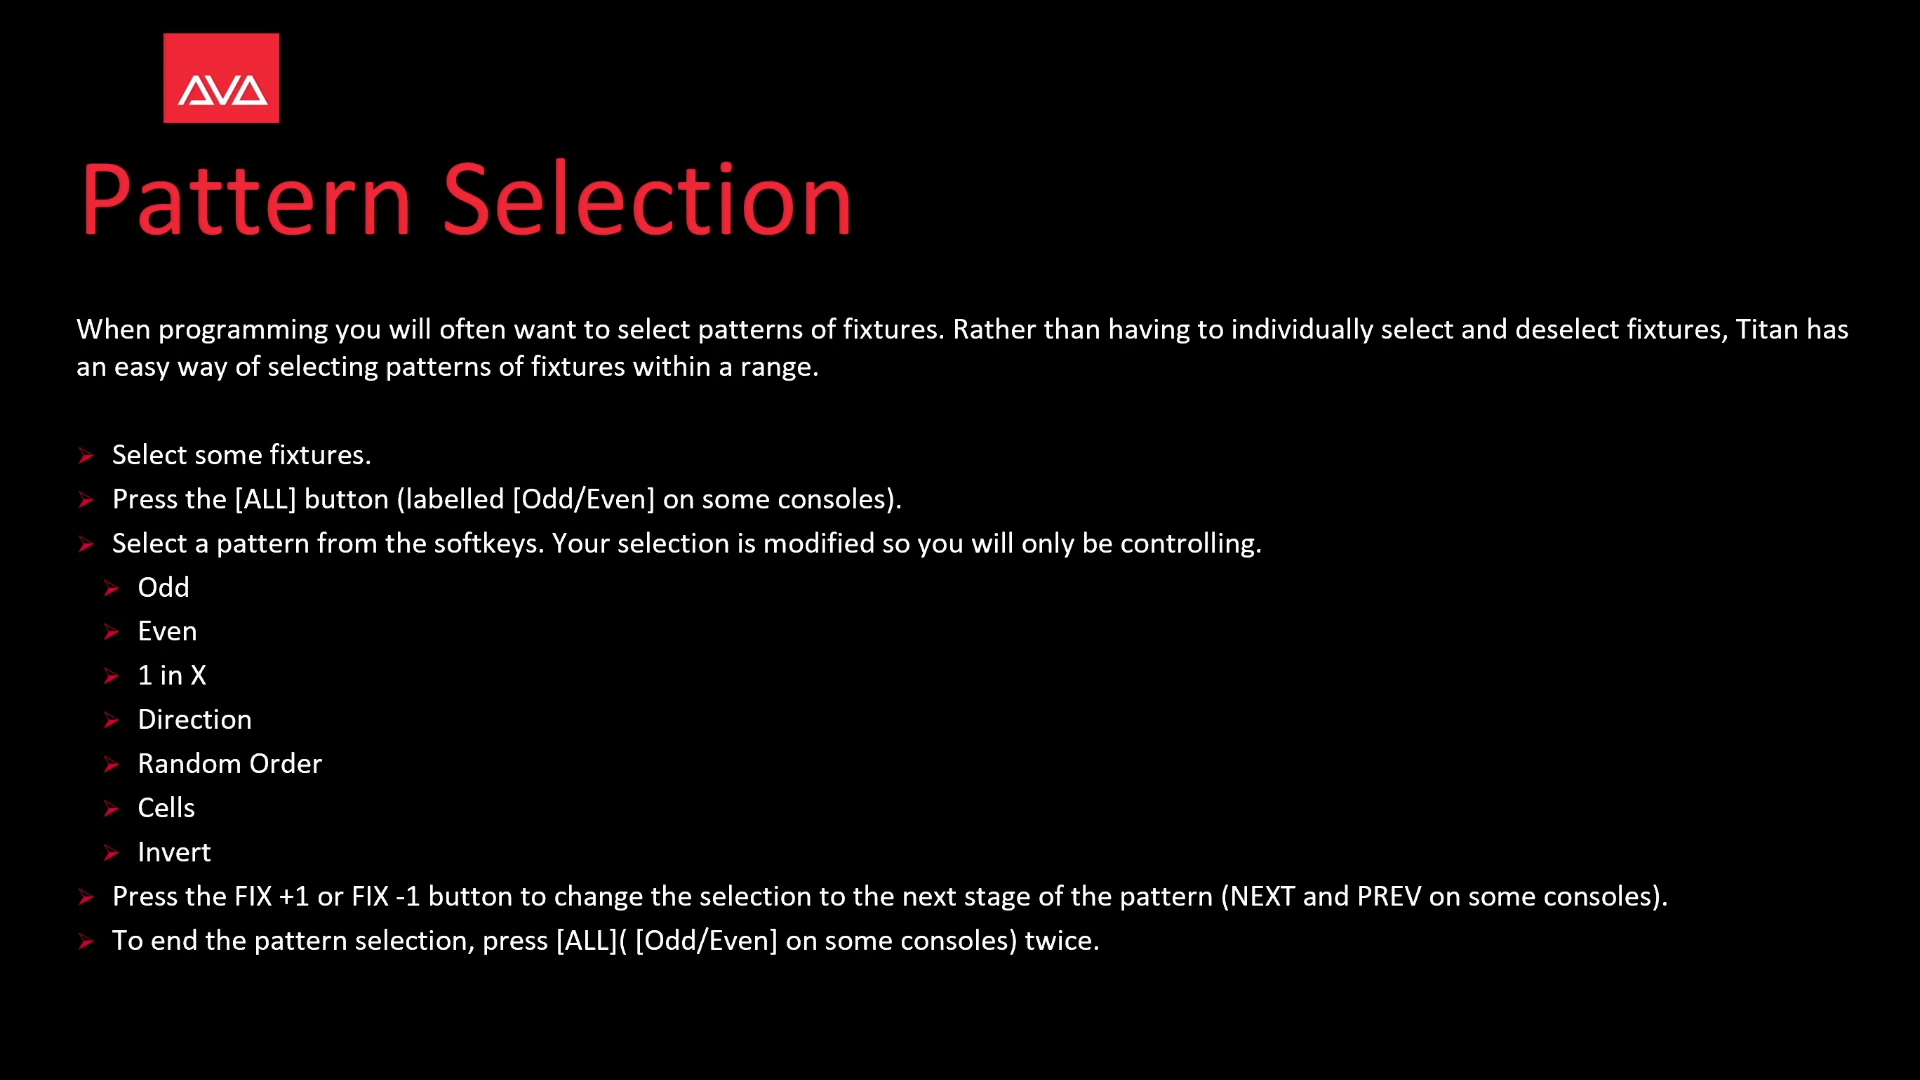 AVA
Pattern Selection
When programming you will often want to select patterns of fixtures. Rather than having to individually select and deselect fixtures, Titan has
an easy way of selecting patterns of fixtures within a range.
Select some fixtures.
Press the [ALL] button (labelled [Odd/Even] on some consoles).
Select a pattern from the softkeys. Your selection is modified so you will only be controlling.
Odd
Even
1 in X
Direction
Random Order
Cells
Invert
Press the FIX +1 or FIX -1 button to change the selection to the next stage of the pattern (NEXT and PREV on some consoles).
To end the pattern selection, press [ALL]( [Odd/Even] on some consoles) twice.